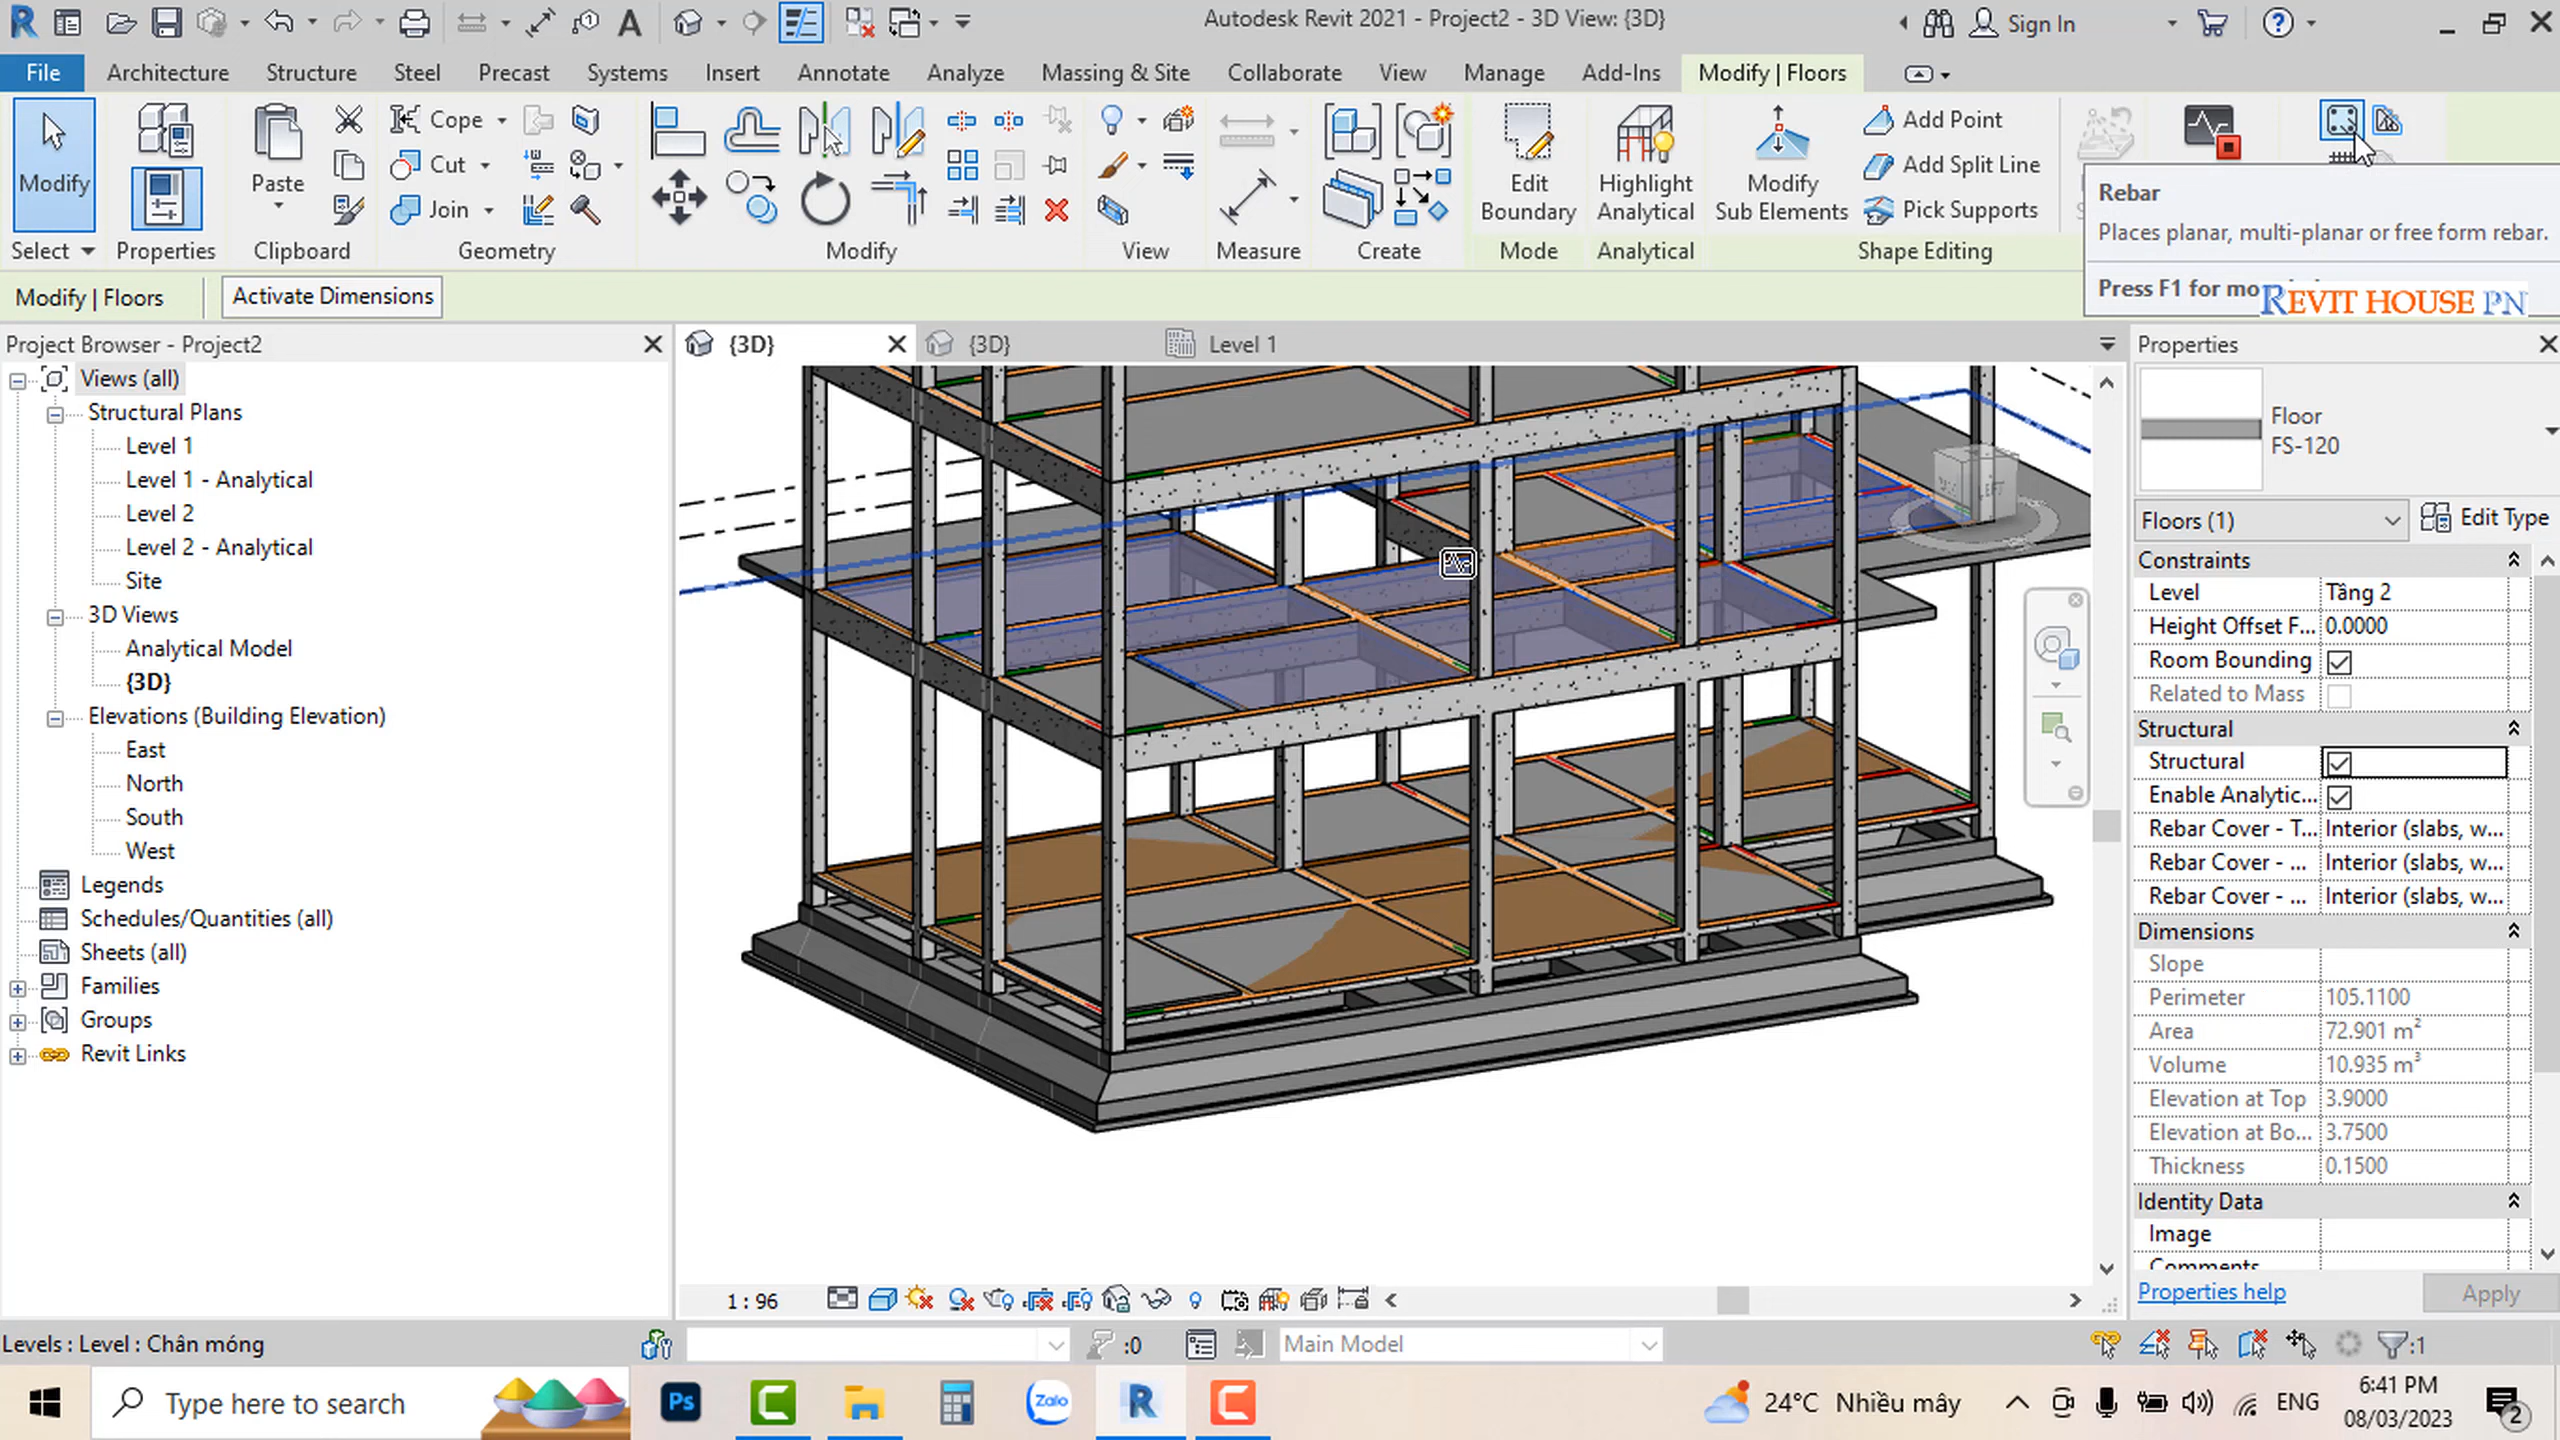 Autodesk Revit 2021 - Project2 - 3D View: {3D}
Sign In
File
Architecture
Structure
Steel
Precast
Systems
Insert
Annotate
Analyze
Massing & Site
Collaborate
View
Manage
Add-Ins
Modify | Floors
Modify
Paste
Cope
Cut
Join
Edit
Boundary
Highlight
Analytical
Modify
Sub Elements
Add Point
Add Split Line
Pick Supports
Select
Properties
Clipboard
Geometry
Modify
View
Measure
Create
Mode
Analytical
Shape Editing
Rebar
Places planar, multi-planar or free form rebar.
Press F1 for mo
REVIT HOUSE PN
Modify | Floors
Activate Dimensions
Project Browser - Project2
Views (all)
Structural Plans
Level 1
Level 1 - Analytical
Level 2
Level 2 - Analytical
Site
3D Views
Analytical Model
{3D}
Elevations (Building Elevation)
East
North
South
West
Legends
Schedules/Quantities (all)
Sheets (all)
Families
Groups
Revit Links
{3D}
{3D}
Level 1
LEFT
Properties
Floor
FS-120
Floors (1)
Edit Type
Constraints
Level Tầng 2
Height Offset F... 0.0000
Room Bounding
Related to Mass
Structural
Structural
Enable Analytic...
Rebar Cover - T... Interior (slabs, w...
Rebar Cover - ... Interior (slabs, w...
Rebar Cover - ... Interior (slabs, w...
Dimensions
Slope
Perimeter 105.1100
Area 72.901 m²
Volume 10.935 m³
Elevation at Top 3.9000
Elevation at Bo... 3.7500
Thickness 0.1500
Identity Data
Image
Comments
Properties help
Apply
1 : 96
Levels : Level : Chân móng
:0
Main Model
:1
Type here to search
Ps
Zalo
R
24°C Nhiều mây
ENG
6:41 PM
08/03/2023
2